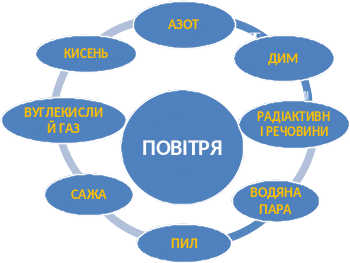 АЗОТ
КИСЕНЬ
ДИМ
ВУГЛЕКИСЛИ
Й ГАЗ
РАДІАКТИВН
І РЕЧОВИНИ
ПОВІТРЯ
САЖА
ВОДЯНА
ПАРА
ПИЛ